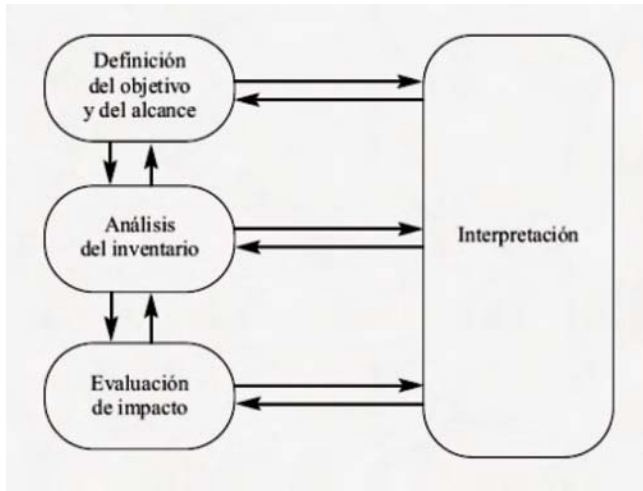 Definición
del objetivo
y del alcance
Análisis
del inventario
Interpretación
Evaluación
de impacto